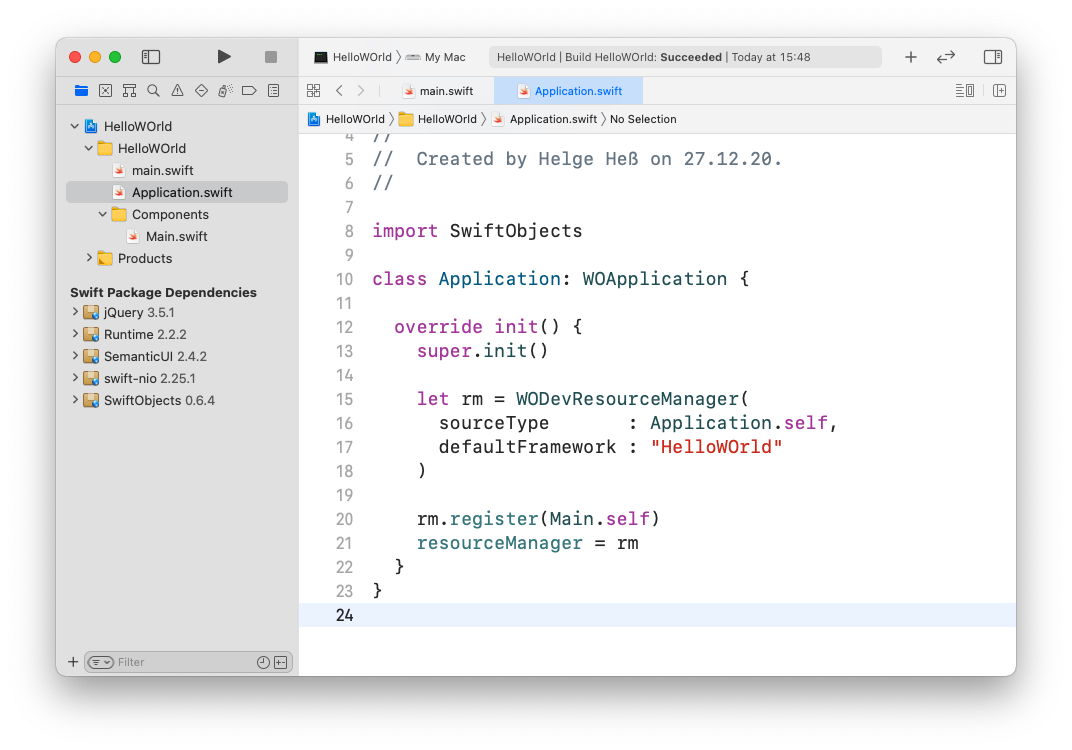 HelloWOrld 〉 My Mac
HelloWOrld | Build HelloWOrld: Succeeded | Today at 15:48
main.swift
Application.swift
HelloWOrld 〉 HelloWOrld 〉 Application.swift 〉 No Selection
HelloWOrld
HelloWOrld
main.swift
Application.swift
Components
Main.swift
Products
Swift Package Dependencies
jQuery 3.5.1
Runtime 2.2.2
SemanticUI 2.4.2
swift-nio 2.25.1
SwiftObjects 0.6.4
Filter
4 //
5 //  Created by Helge Heß on 27.12.20.
6 //
7
8 import SwiftObjects
9
10 class Application: WOApplication {
11
12   override init() {
13     super.init()
14
15     let rm = WODevResourceManager(
16       sourceType       : Application.self,
17       defaultFramework : "HelloWOrld"
18     )
19
20     rm.register(Main.self)
21     resourceManager = rm
22   }
23 }
24